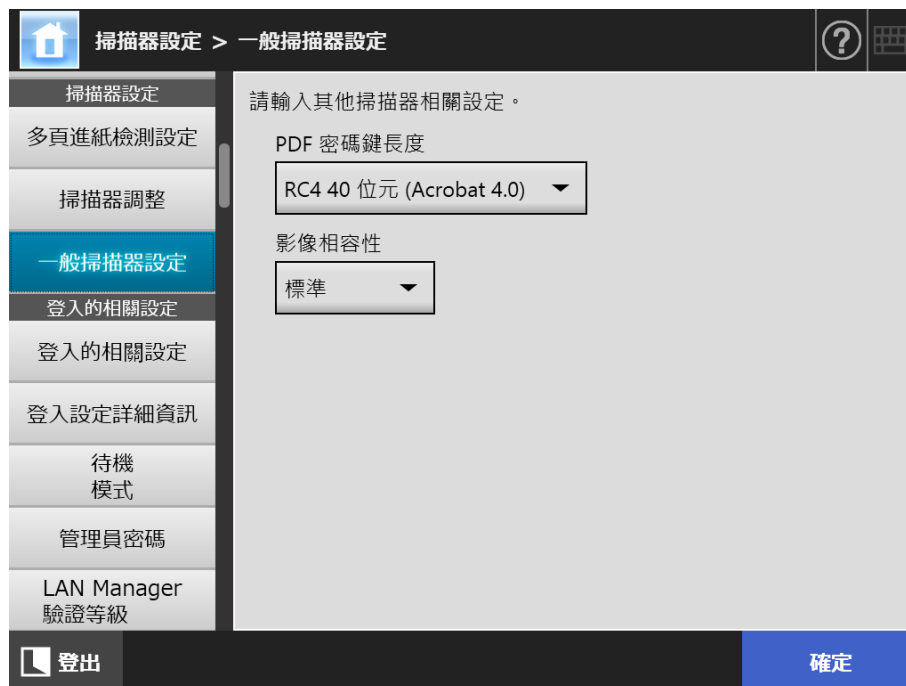 掃描器設定 > 一般掃描器設定
?
掃描器設定
多頁進紙檢測設定
掃描器調整
一般掃描器設定
登入的相關設定
登入的相關設定
登入設定詳細資訊
待機
模式
管理員密碼
LAN Manager
驗證等級
請輸入其他掃描器相關設定。
PDF 密碼鍵長度
RC4 40 位元 (Acrobat 4.0)
影像相容性
標準
登出
確定